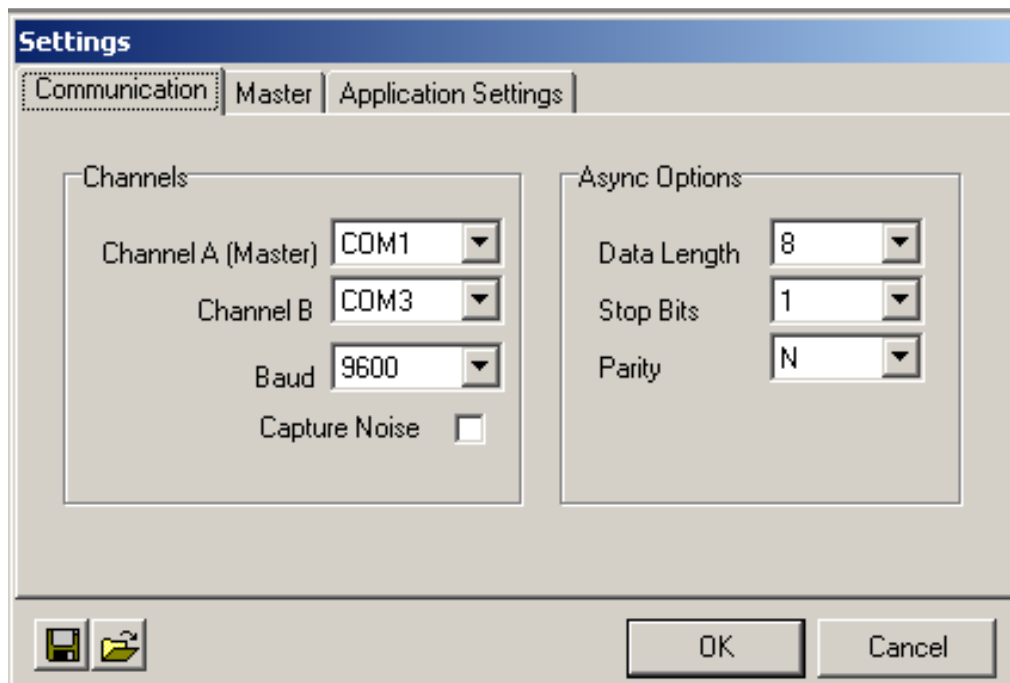 Settings
Communication Master Application Settings
Channels
Channel A (Master) COM1
Channel B COM3
Baud 9600
Capture Noise
Async Options
Data Length 8
Stop Bits 1
Parity N
OK Cancel